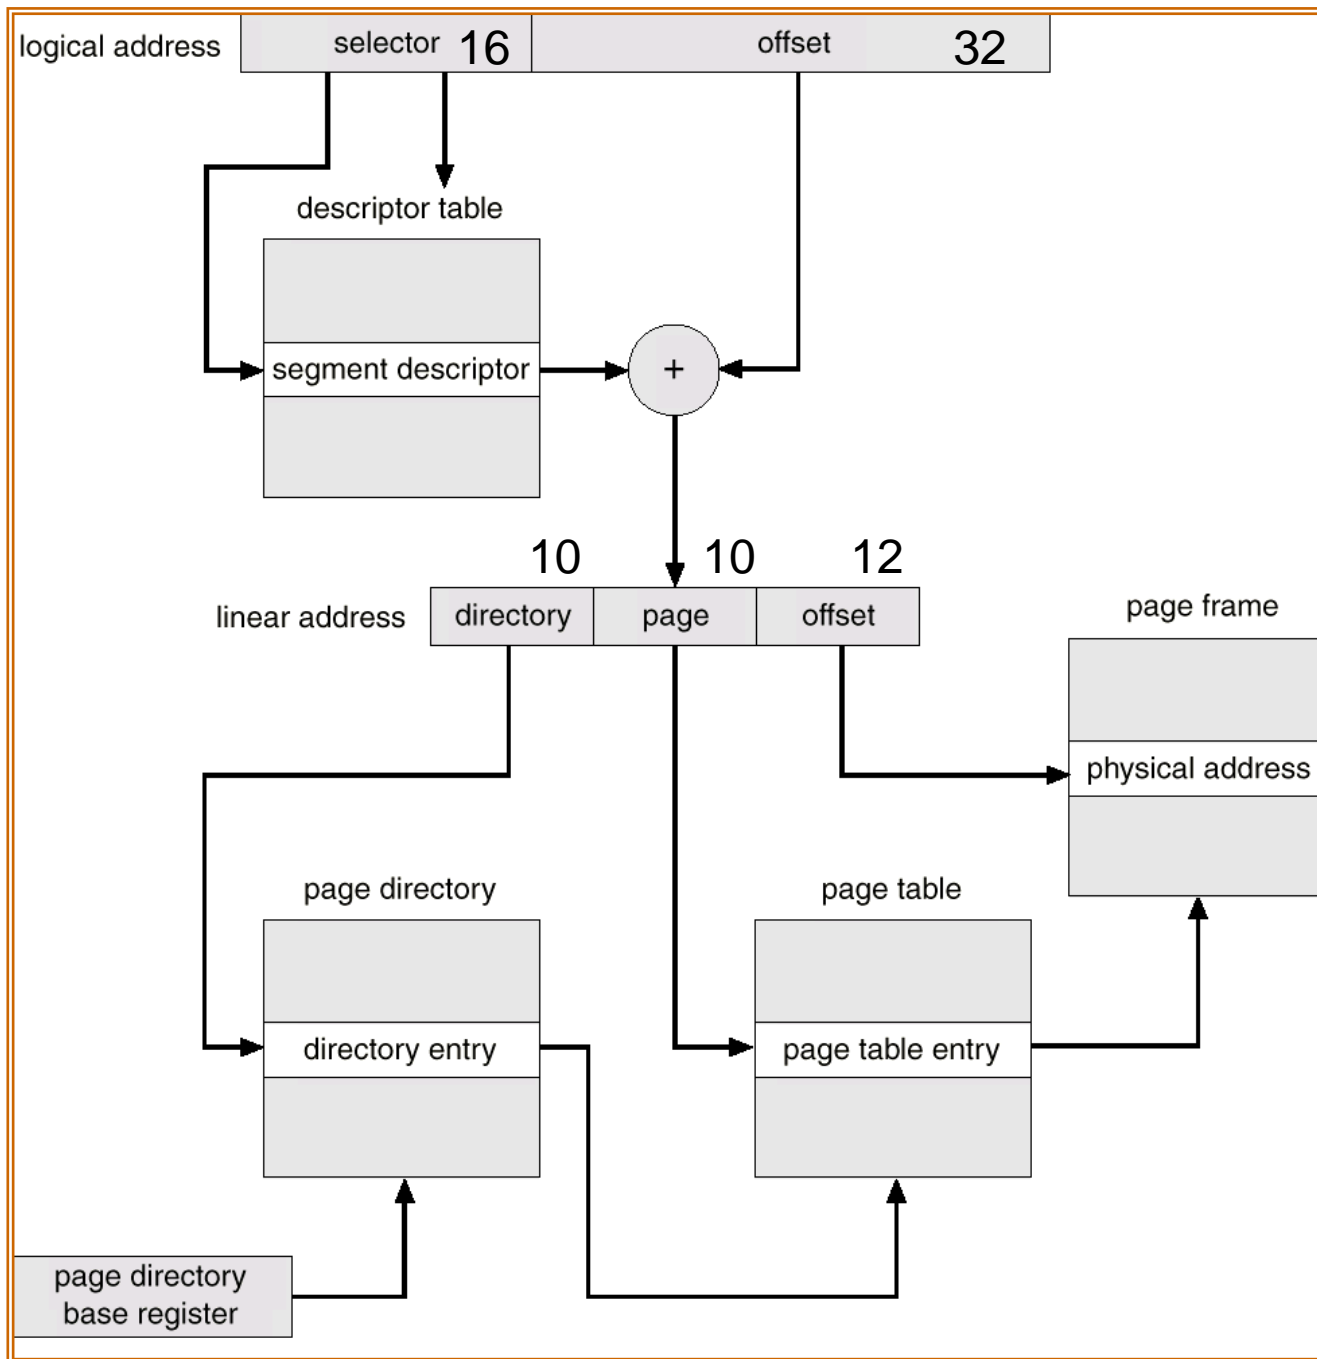 logical address
selector 16
offset 32
descriptor table
segment descriptor
+
10 10 12
linear address
directory
page
offset
page frame
physical address
page directory
page table
directory entry
page table entry
page directory
base register